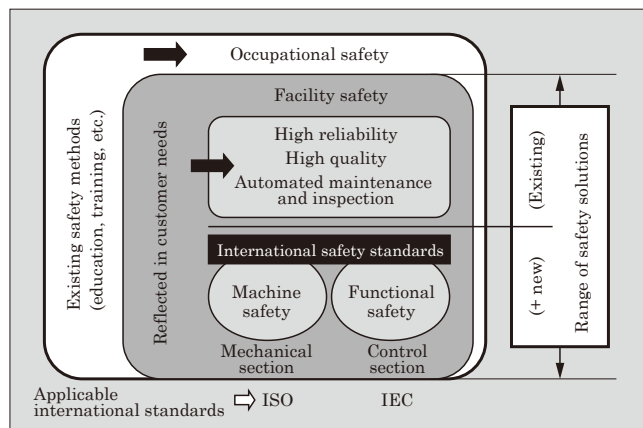 Occupational safety
Existing safety methods
(education, training, etc.)
Facility safety
Reflected in customer needs
High reliability
High quality
Automated maintenance
and inspection
International safety standards
Machine
safety
Functional
safety
Mechanical
section
Control
section
(Existing)
(+ new)
Range of safety solutions
Applicable
international standards
ISO
IEC